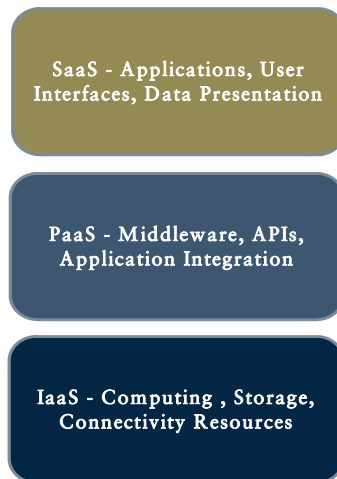 SaaS - Applications, User
Interfaces, Data Presentation
PaaS - Middleware, APIs,
Application Integration
IaaS - Computing , Storage,
Connectivity Resources